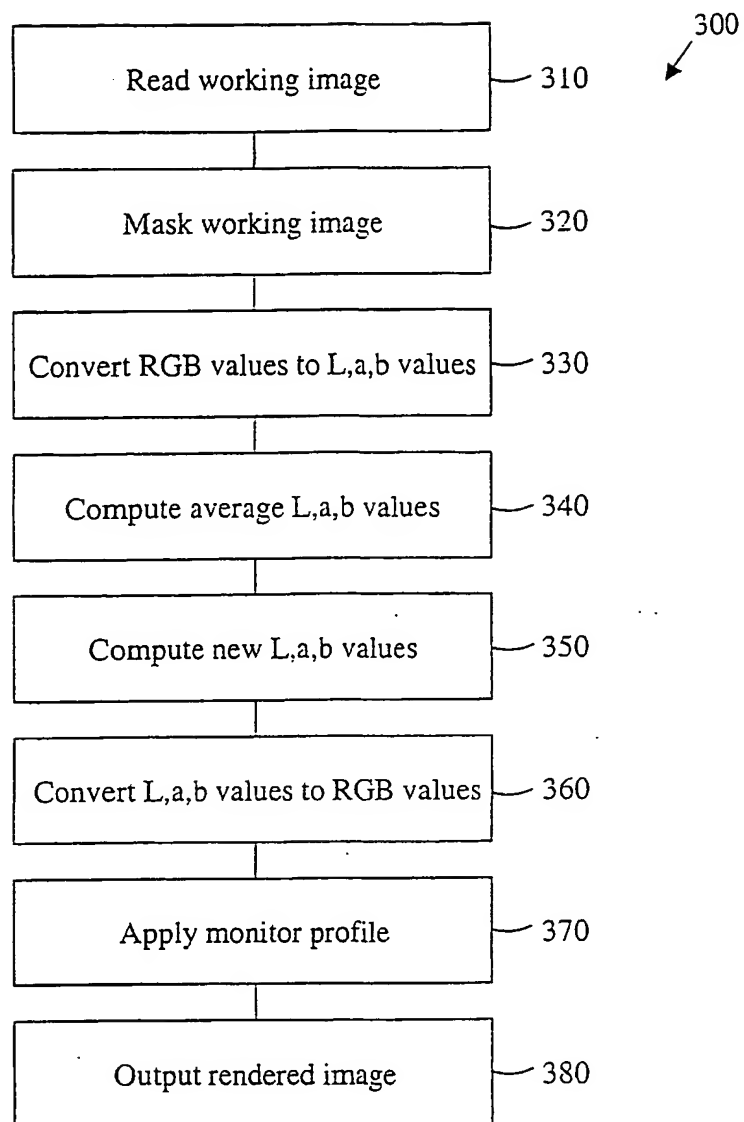 300
Read working image 310
Mask working image 320
Convert RGB values to L,a,b values 330
Compute average L,a,b values 340
Compute new L,a,b values 350
Convert L,a,b values to RGB values 360
Apply monitor profile 370
Output rendered image 380